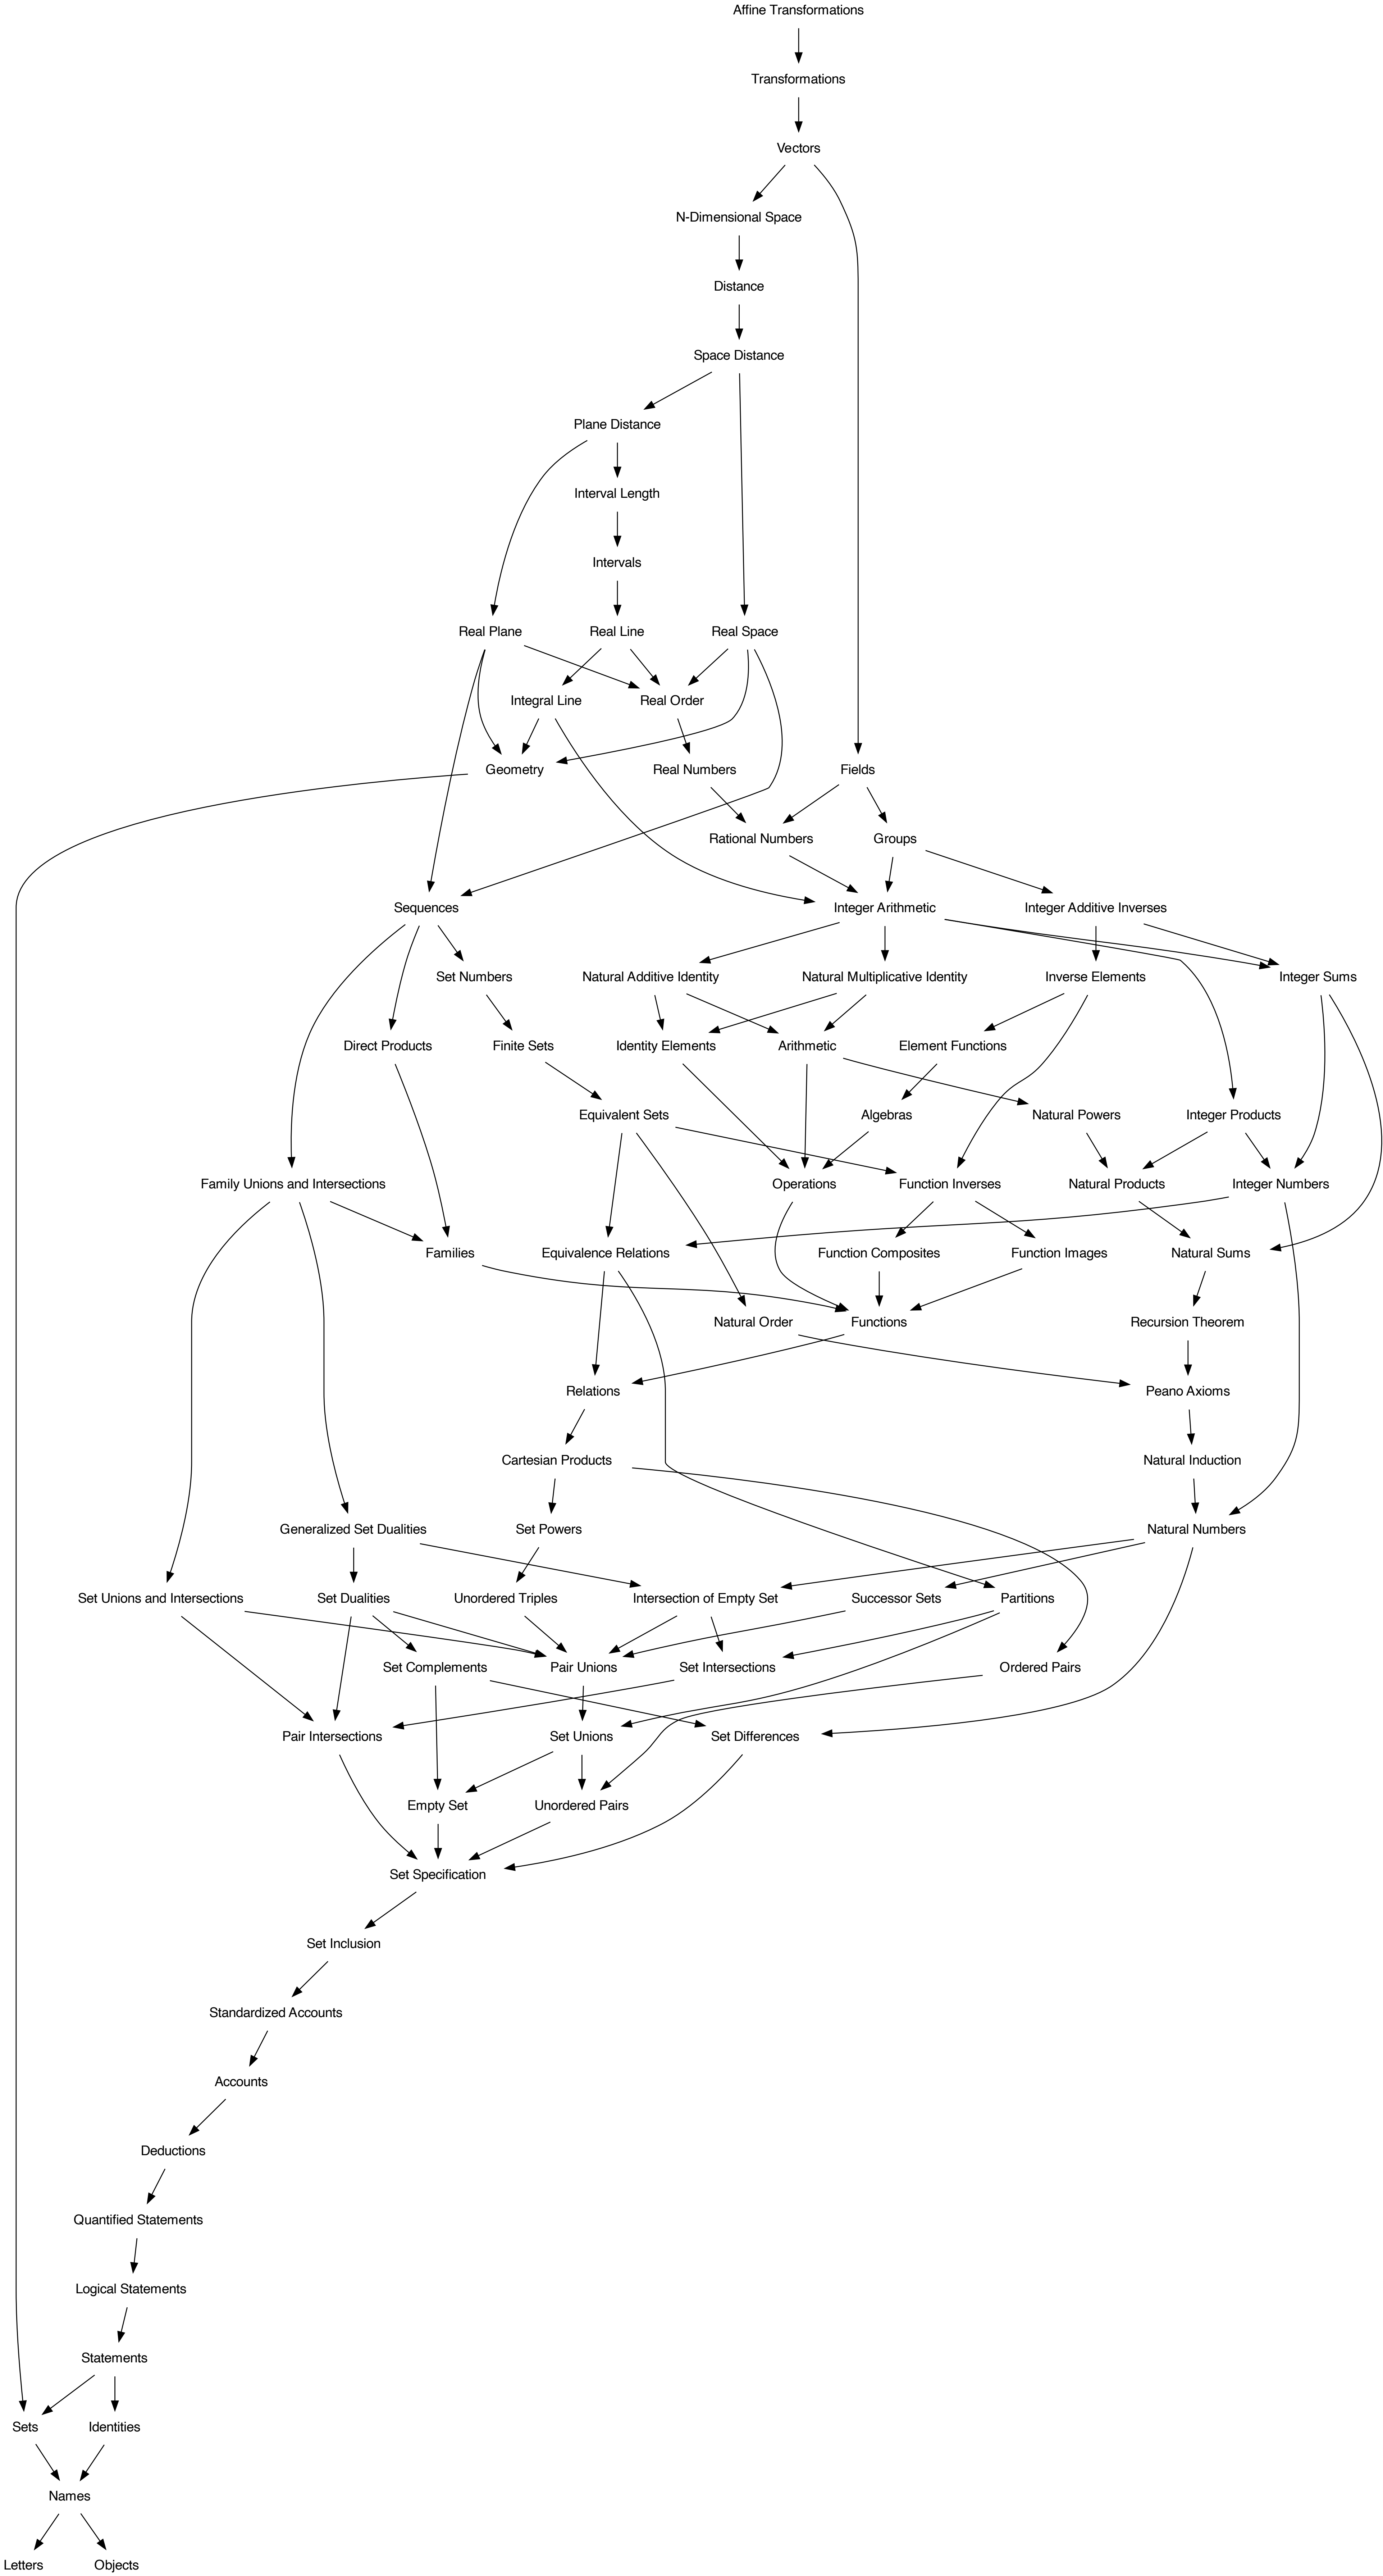 Affine Transformations
Transformations
Vectors
N-Dimensional Space
Distance
Space Distance
Plane Distance
Interval Length
Intervals
Real Plane
Real Line
Real Space
Integral Line
Real Order
Geometry
Real Numbers
Fields
Rational Numbers
Groups
Sequences
Integer Arithmetic
Integer Additive Inverses
Set Numbers
Natural Additive Identity
Natural Multiplicative Identity
Inverse Elements
Integer Sums
Direct Products
Finite Sets
Identity Elements
Arithmetic
Element Functions
Equivalent Sets
Algebras
Natural Powers
Integer Products
Family Unions and Intersections
Operations
Function Inverses
Natural Products
Integer Numbers
Families
Equivalence Relations
Function Composites
Function Images
Natural Sums
Natural Order
Functions
Recursion Theorem
Relations
Peano Axioms
Cartesian Products
Natural Induction
Generalized Set Dualities
Set Powers
Natural Numbers
Set Unions and Intersections
Set Dualities
Unordered Triples
Intersection of Empty Set
Successor Sets
Partitions
Set Complements
Pair Unions
Set Intersections
Ordered Pairs
Pair Intersections
Set Unions
Set Differences
Empty Set
Unordered Pairs
Set Specification
Set Inclusion
Standardized Accounts
Accounts
Deductions
Quantified Statements
Logical Statements
Statements
Sets
Identities
Names
Letters
Objects